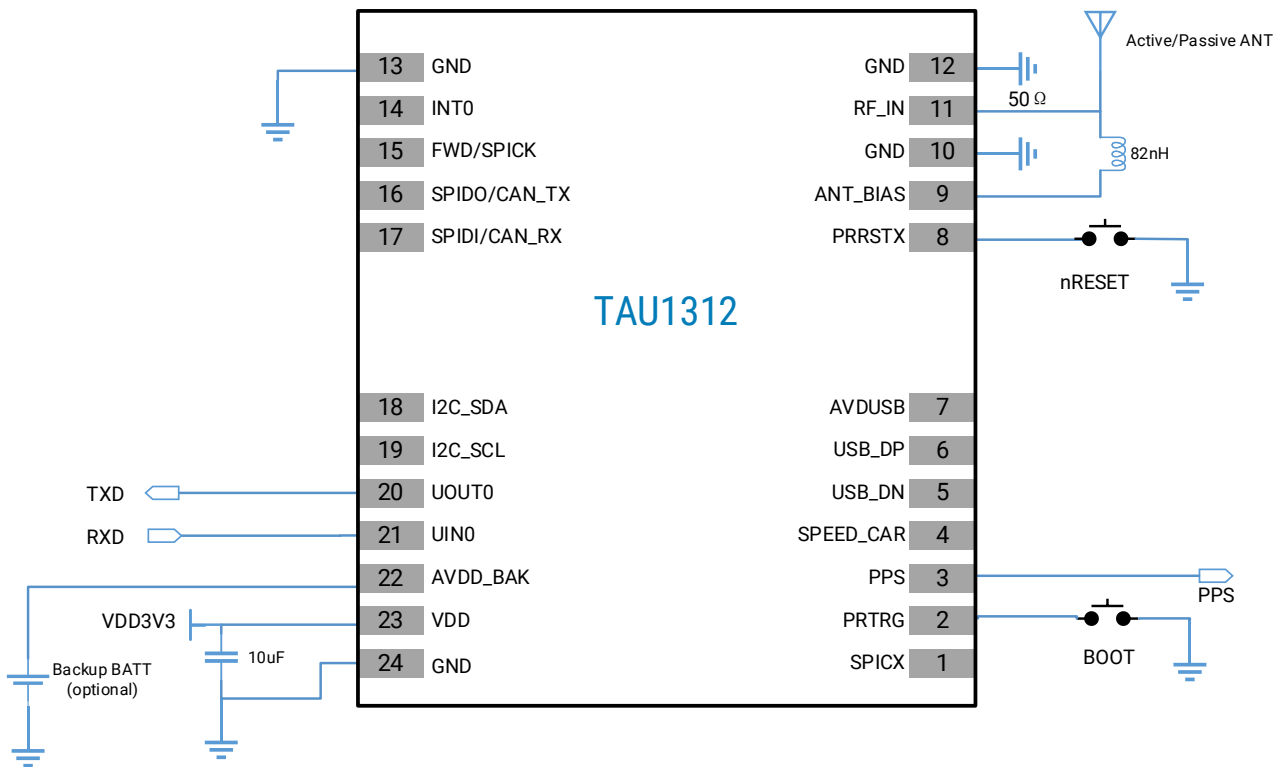 Active/Passive ANT
13 GND
GND 12
14 INT0
50 Ω
RF_IN 11
15 FWD/SPICK
GND 10
82nH
16 SPIDO/CAN_TX
ANT_BIAS 9
17 SPIDI/CAN_RX
PRRSTX 8
nRESET
TAU1312
18 I2C_SDA
AVDUSB 7
19 I2C_SCL
USB_DP 6
TXD
20 UOUT0
USB_DN 5
RXD
21 UIN0
SPEED_CAR 4
22 AVDD_BAK
PPS 3
PPS
VDD3V3
23 VDD
PRTRG 2
BOOT
10uF
24 GND
SPICX 1
Backup BATT
(optional)